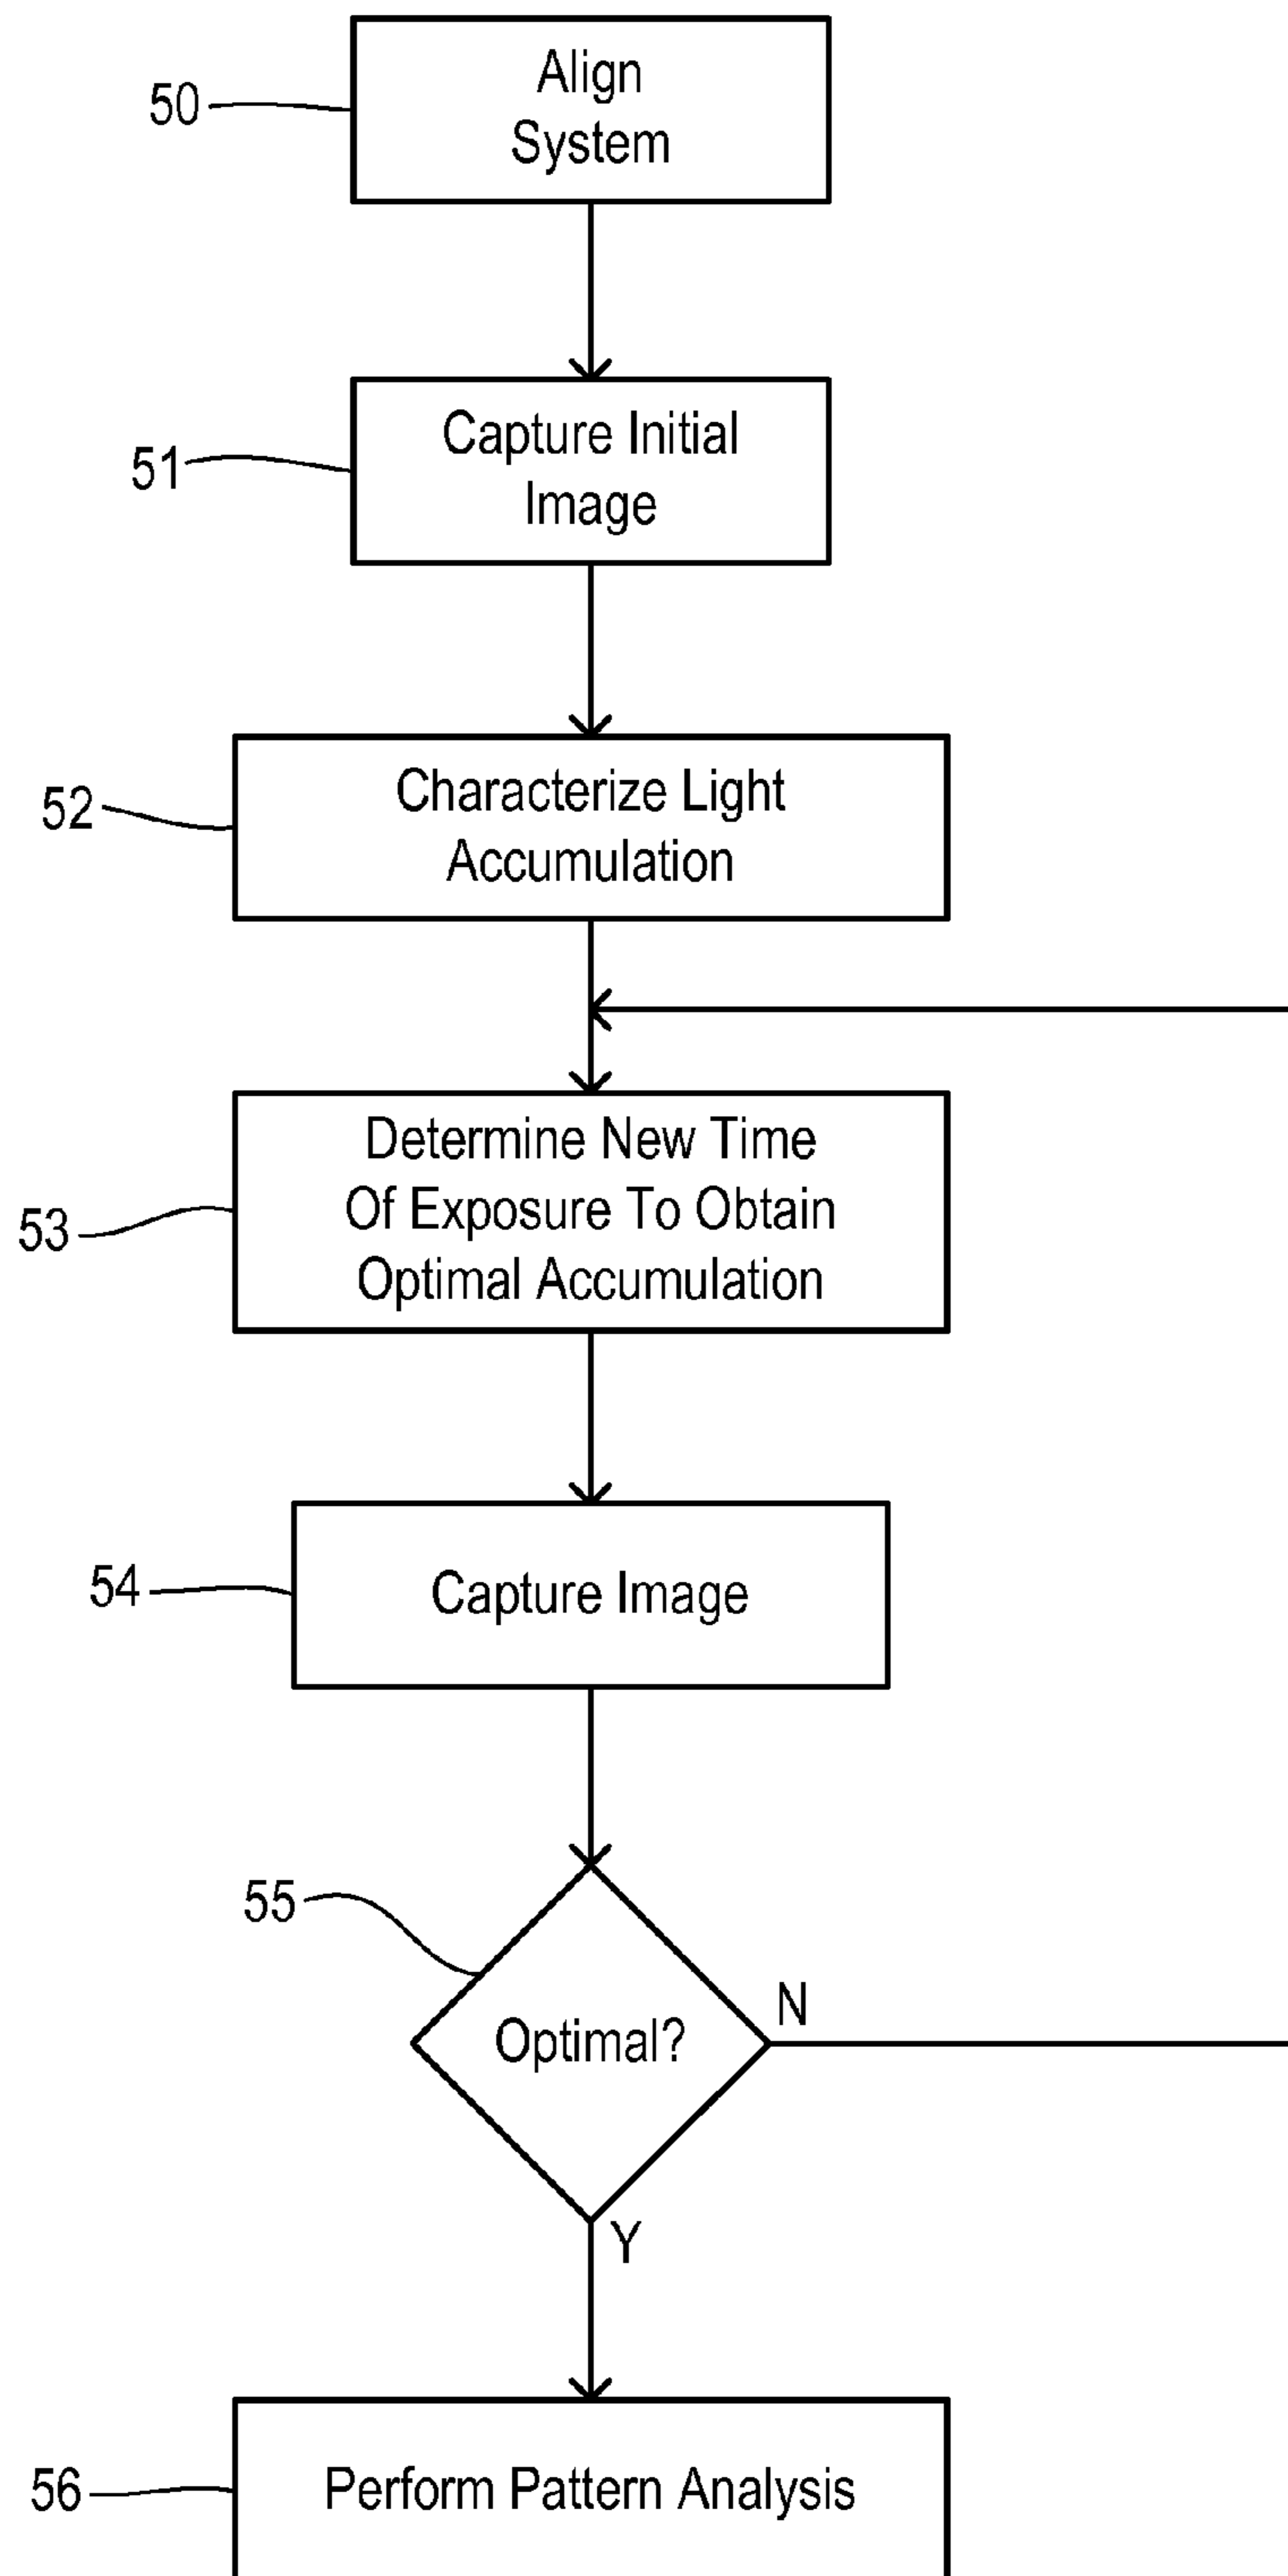 50
Align
System
51
Capture Initial
Image
52
Characterize Light
Accumulation
53
Determine New Time
Of Exposure To Obtain
Optimal Accumulation
54
Capture Image
55
Optimal?
N
Y
56
Perform Pattern Analysis